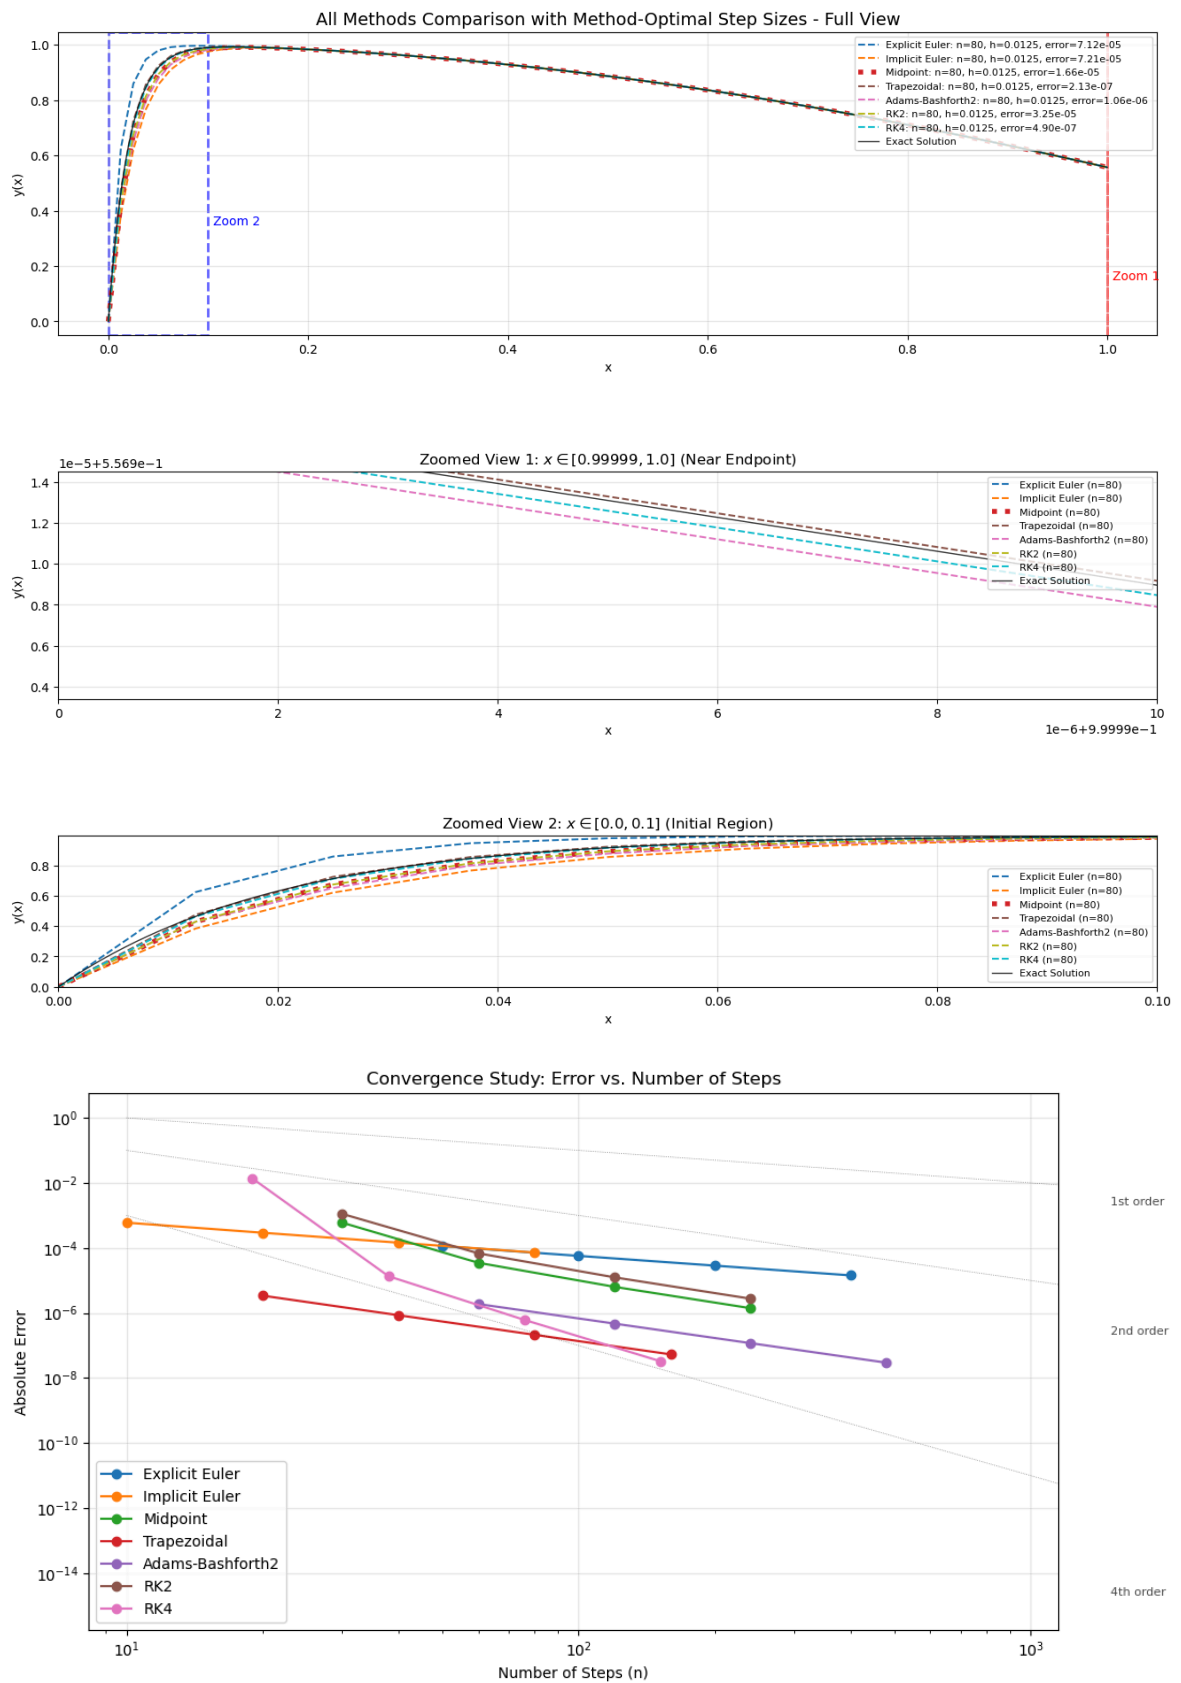 All Methods Comparison with Method-Optimal Step Sizes - Full View
1.0
0.8
0.6
0.4
0.2
0.0
y(x)
Explicit Euler: n=80, h=0.0125, error=7.12e-05
Implicit Euler: n=80, h=0.0125, error=7.21e-05
Midpoint: n=80, h=0.0125, error=1.66e-05
Trapezoidal: n=80, h=0.0125, error=2.13e-07
Adams-Bashforth2: n=80, h=0.0125, error=1.06e-06
RK2: n=80, h=0.0125, error=3.25e-05
RK4: n=80, h=0.0125, error=4.90e-07
Exact Solution
Zoom 2
Zoom 1
0.0 0.2 0.4 0.6 0.8 1.0
x
1e-5+5.569e-1
Zoomed View 1: x ∈ [0.99999, 1.0] (Near Endpoint)
1.4
1.2
1.0
0.8
0.6
0.4
y(x)
Explicit Euler (n=80)
Implicit Euler (n=80)
Midpoint (n=80)
Trapezoidal (n=80)
Adams-Bashforth2 (n=80)
RK2 (n=80)
RK4 (n=80)
Exact Solution
0 2 4 6 8 10
x
1e-6+9.9999e-1
Zoomed View 2: x ∈ [0.0, 0.1] (Initial Region)
0.8
0.6
0.4
0.2
0.0
y(x)
Explicit Euler (n=80)
Implicit Euler (n=80)
Midpoint (n=80)
Trapezoidal (n=80)
Adams-Bashforth2 (n=80)
RK2 (n=80)
RK4 (n=80)
Exact Solution
0.00 0.02 0.04 0.06 0.08 0.10
x
Convergence Study: Error vs. Number of Steps
10⁰
10⁻²
10⁻⁴
10⁻⁶
10⁻⁸
10⁻¹⁰
10⁻¹²
10⁻¹⁴
Absolute Error
1st order
2nd order
4th order
Explicit Euler
Implicit Euler
Midpoint
Trapezoidal
Adams-Bashforth2
RK2
RK4
10¹ 10² 10³
Number of Steps (n)